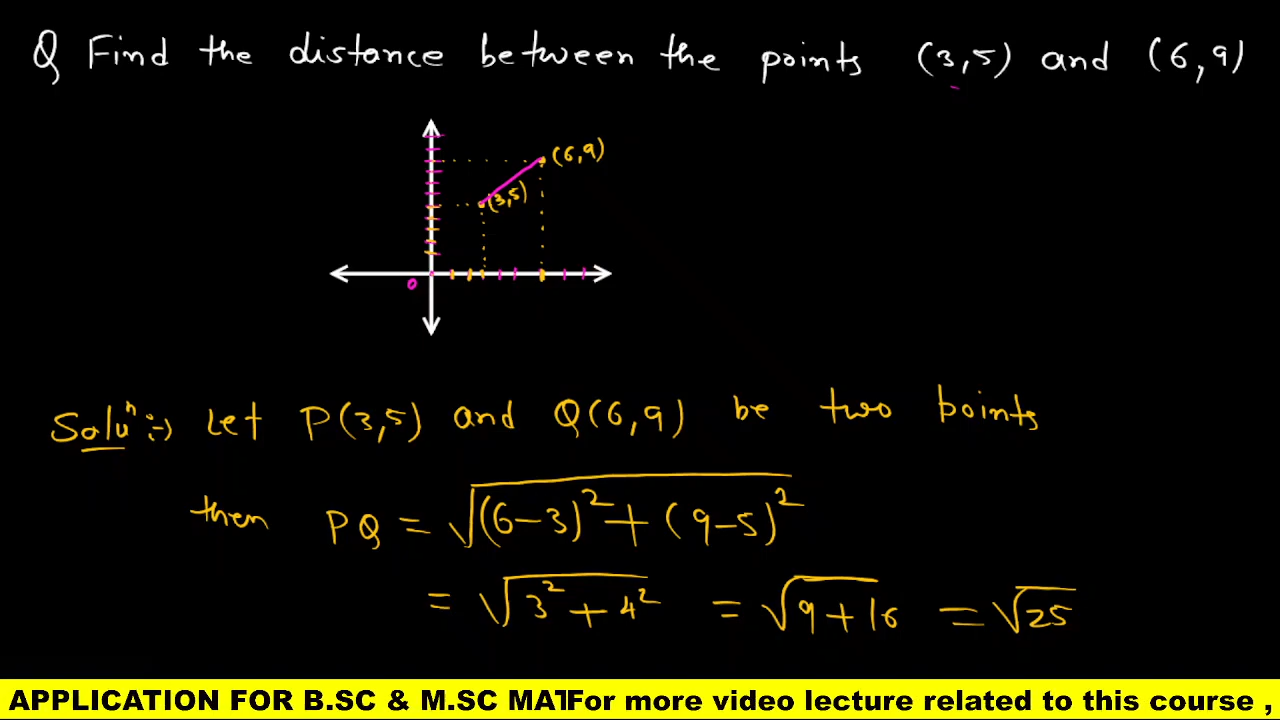 Q Find the distance between the points (3,5) and (6,9)
(6,9)
(3,5)
0
Soluⁿ :-) Let P(3,5) and Q(6,9) be two points
then PQ = √((6-3)² + (9-5)²)
= √(3² + 4²) = √(9+16) = √25
APPLICATION FOR B.SC & M.SC MAT For more video lecture related to this course ,